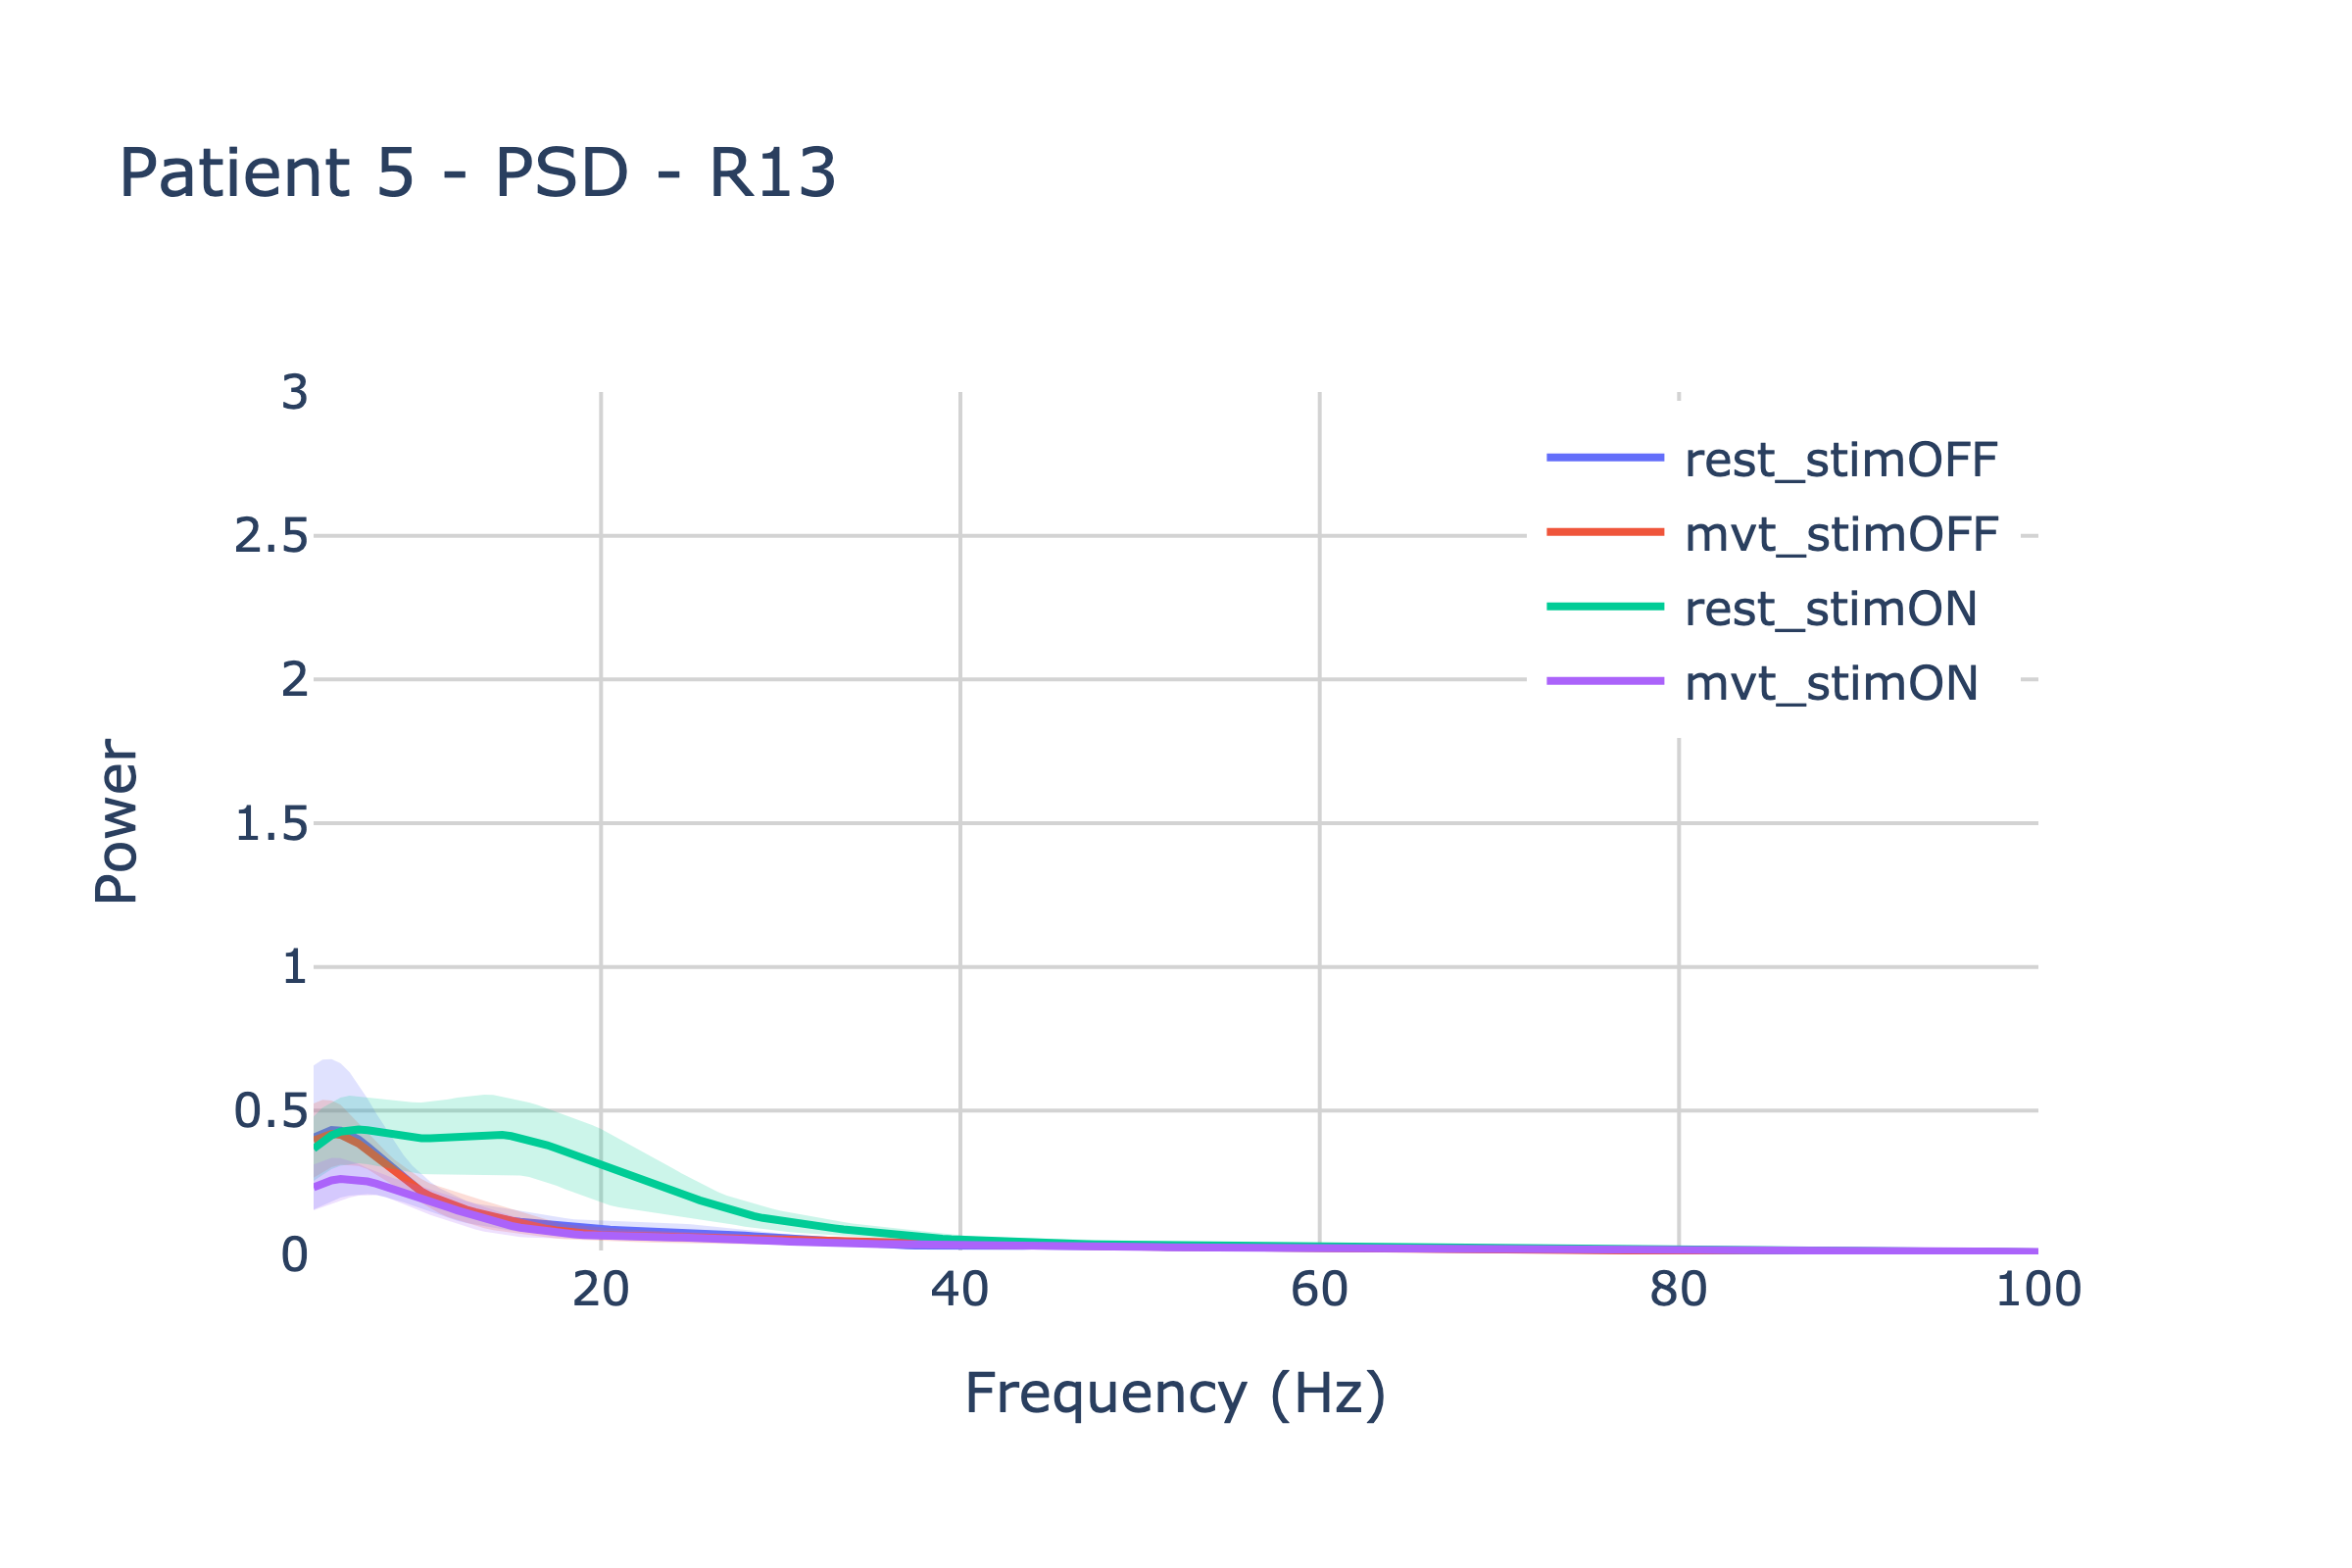 Patient 5 - PSD - R13
3
2.5
2
1.5
1
0.5
0
Power
rest_stimOFF
mvt_stimOFF
rest_stimON
mvt_stimON
20 40 60 80 100
Frequency (Hz)